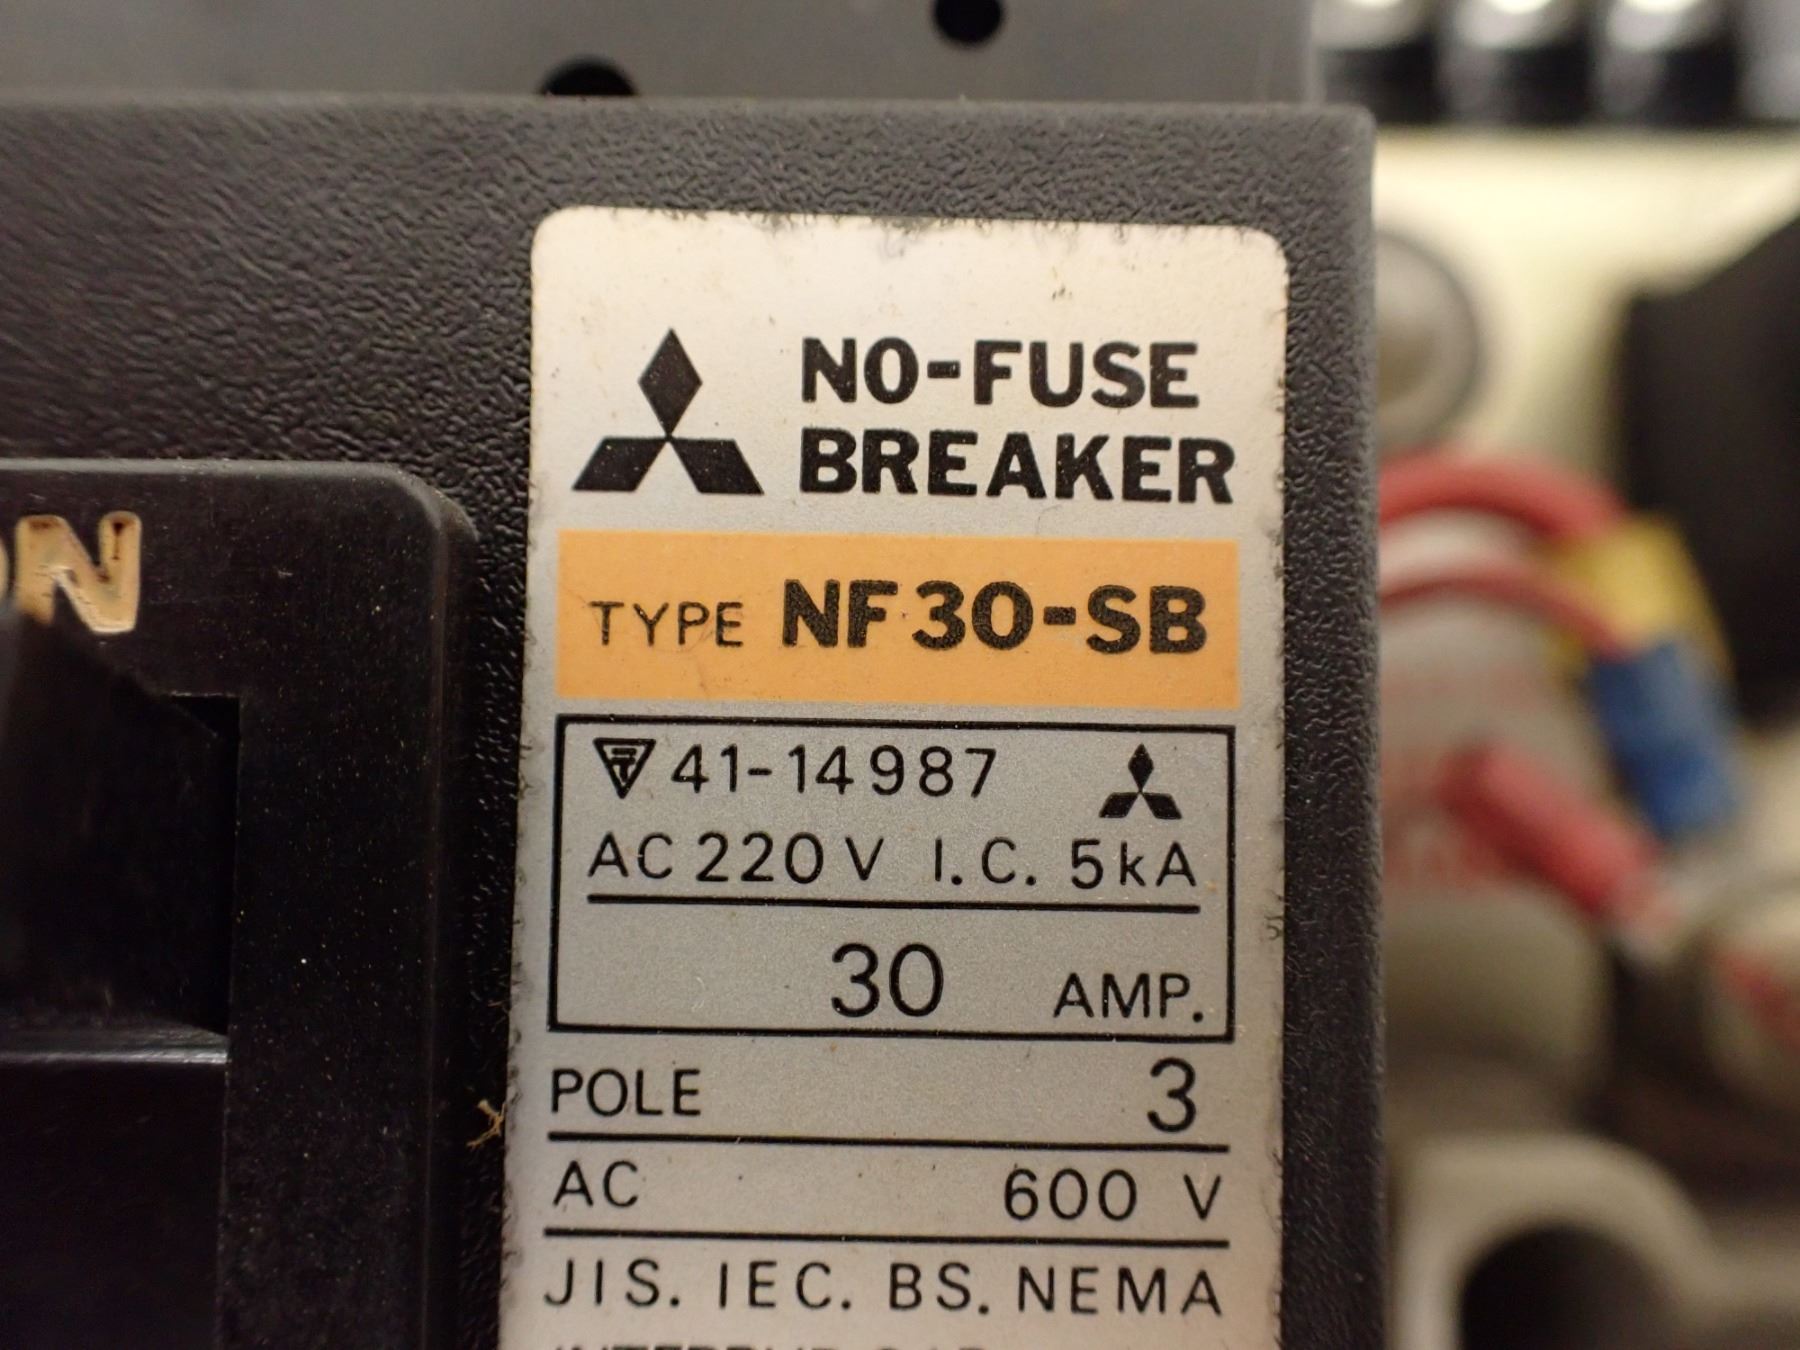 NO-FUSE
BREAKER
ON
TYPE NF30-SB
41-14987
AC 220V I.C. 5kA
30 AMP.
POLE 3
AC 600 V
JIS. IEC. BS. NEMA